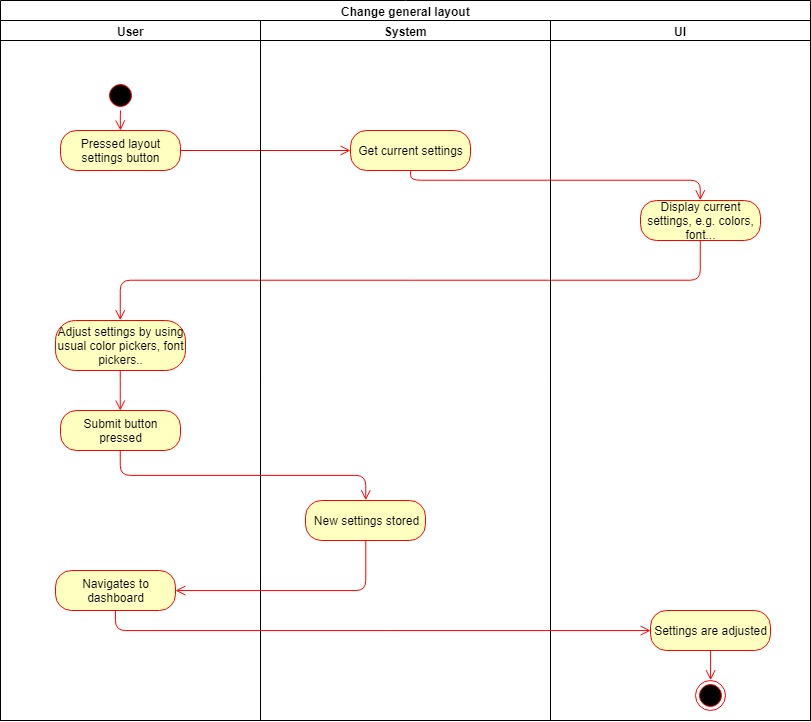 Change general layout
User
System
UI
Pressed layout
settings button
Get current settings
Display current
settings, e.g. colors,
font...
Adjust settings by using
usual color pickers, font
pickers..
Submit button
pressed
New settings stored
Navigates to
dashboard
Settings are adjusted